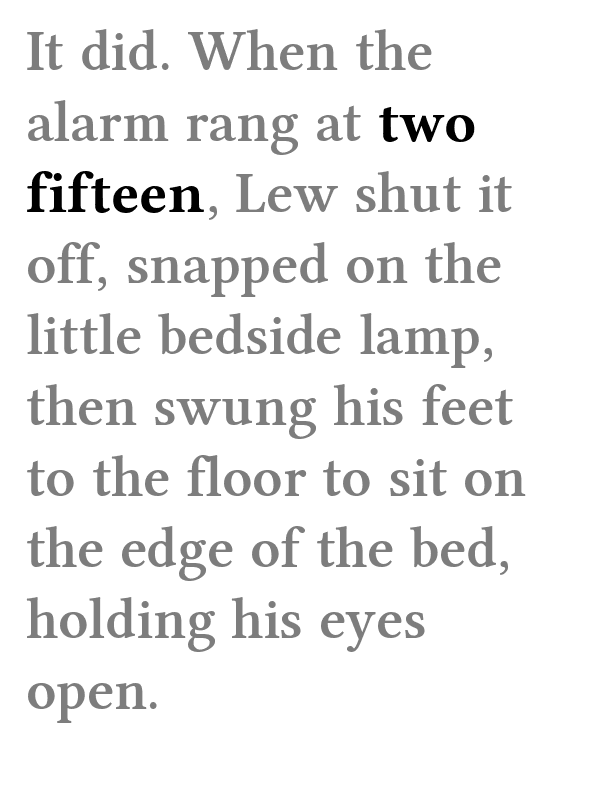 It did. When the
alarm rang at two
fifteen, Lew shut it
off, snapped on the
little bedside lamp,
then swung his feet
to the floor to sit on
the edge of the bed,
holding his eyes
open.